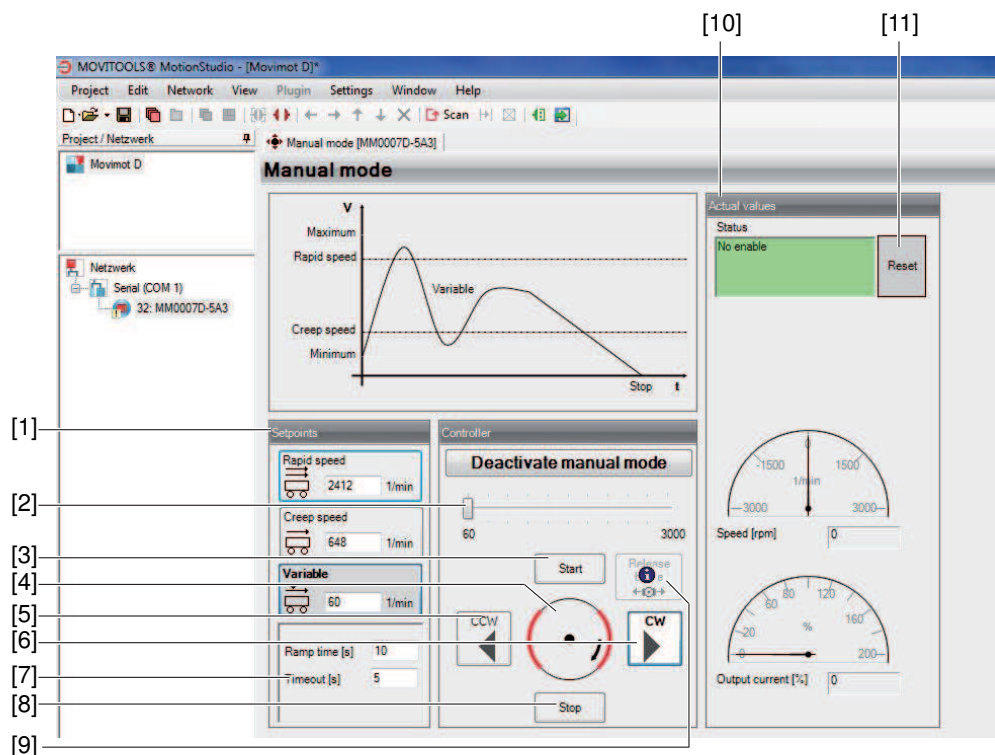 [10] [11]
MOVITOOLS® MotionStudio - [Movimot D]*
Project Edit Network View Plugin Settings Window Help
Scan
Project / Netzwerk
Manual mode [MM0007D-5A3]
Movimot D
Manual mode
V
Maximum
Rapid speed
Variable
Creep speed
Minimum
Stop t
Actual values
Status
No enable
Reset
Netzwerk
Serial (COM 1)
32: MM0007D-5A3
[1]
Setpoints
Rapid speed
2412 1/min
Creep speed
648 1/min
Variable
60 1/min
Ramp time [s] 10
Timeout [s] 5
Controller
Deactivate manual mode
[2]
60 3000
[3]
Start
Release
[4]
[5]
CCW
CW
[6]
[7]
[8]
Stop
[9]
-3000 -1500 0 1500 3000
1/min
Speed [rpm] 0
0 20 60 80 120 160 200
%
Output current [%] 0